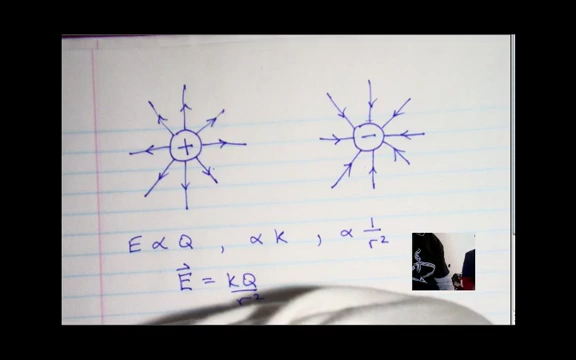 + −
E ∝ Q , ∝ K , ∝ 1/r²
E⃗ = kQ/r²